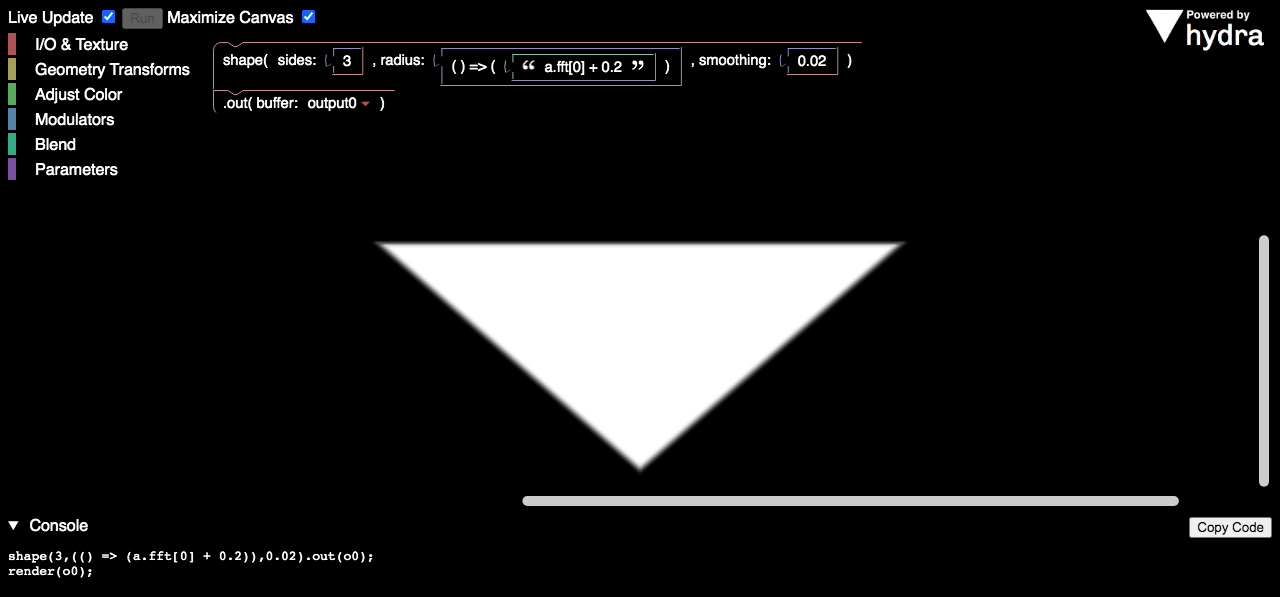 Live Update Run Maximize Canvas
Powered by
hydra
I/O & Texture
Geometry Transforms
Adjust Color
Modulators
Blend
Parameters
shape( sides: 3 , radius: ( ) => ( “ a.fft[0] + 0.2 ” ) , smoothing: 0.02 )
.out( buffer: output0 )
Console
Copy Code
shape(3,(() => (a.fft[0] + 0.2)),0.02).out(o0);
render(o0);